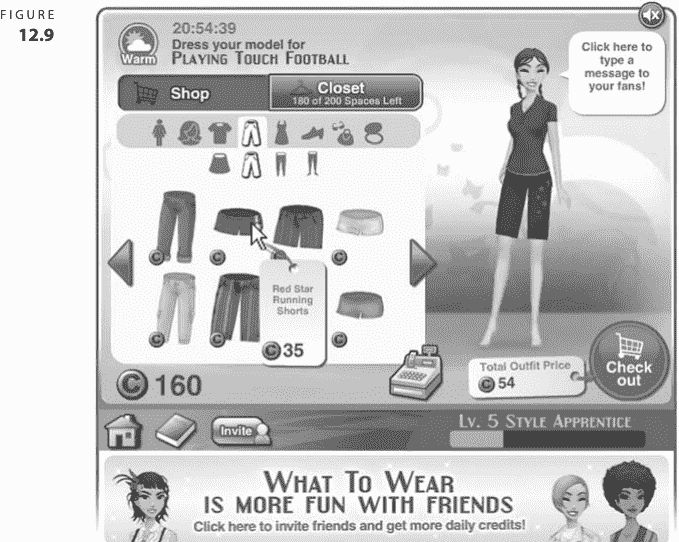 FIGURE
12.9
20:54:39
Dress your model for
PLAYING TOUCH FOOTBALL
Warm
Click here to
type a
message to
your fans!
Shop
Closet
180 of 200 Spaces Left
C
C
C
C
C
C
Red Star
Running
Shorts
C 35
C 160
Total Outfit Price
C 54
Check
out
Invite
LV. 5 STYLE APPRENTICE
WHAT TO WEAR
IS MORE FUN WITH FRIENDS
Click here to invite friends and get more daily credits!